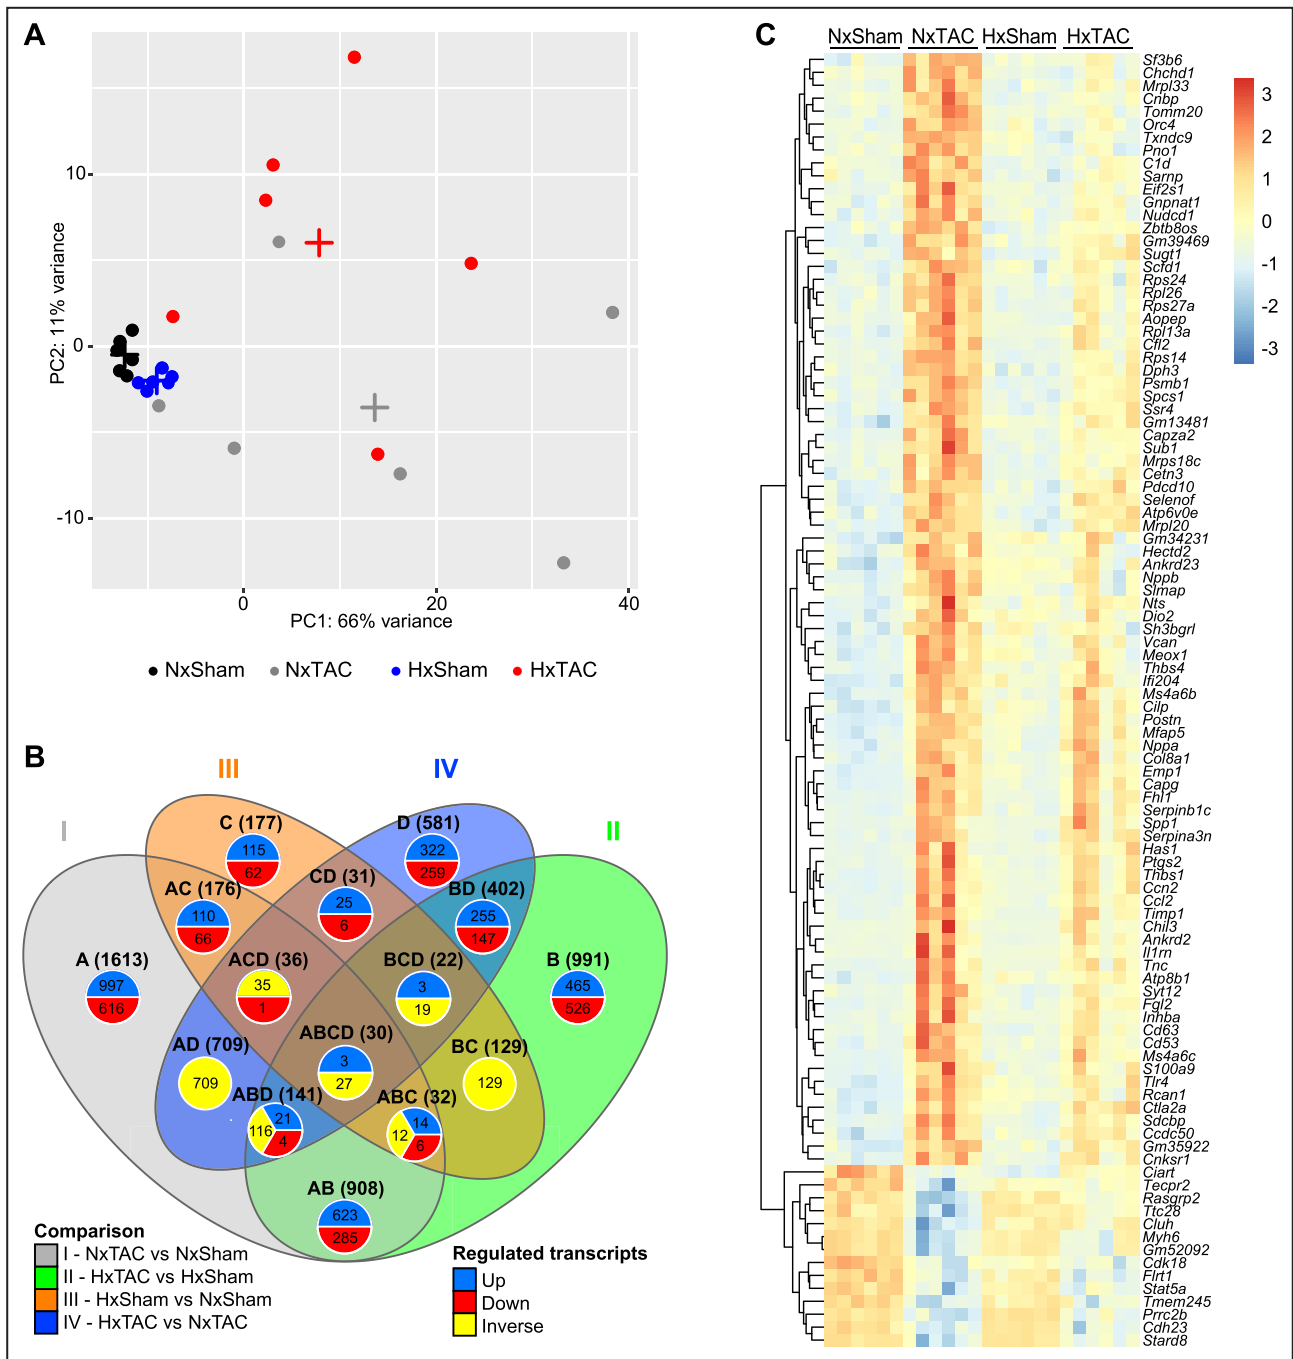 A
10
0
-10
PC2: 11% variance
0
20
40
PC1: 66% variance
NxSham
NxTAC
HxSham
HxTAC
B
I
III
IV
II
C (177)
115
62
D (581)
322
259
AC (176)
110
66
CD (31)
25
6
BD (402)
255
147
A (1613)
997
616
ACD (36)
35
1
BCD (22)
3
19
B (991)
465
526
AD (709)
709
ABCD (30)
3
27
BC (129)
129
ABD (141)
116
21
4
ABC (32)
12
14
6
AB (908)
623
285
Comparison
I - NxTAC vs NxSham
II - HxTAC vs HxSham
III - HxSham vs NxSham
IV - HxTAC vs NxTAC
Regulated transcripts
Up
Down
Inverse
C
NxSham
NxTAC
HxSham
HxTAC
Sf3b6
Chchd1
Mrpl33
Cnbp
Tomm20
Orc4
Txndc9
Pno1
C1d
Sarnp
Eif2s1
Gnpnat1
Nudcd1
Zbtb8os
Gm39469
Sugt1
Scfd1
Rps24
Rpl26
Rps27a
Aopep
Rpl13a
Cfl2
Rps14
Dph3
Psmb1
Spcs1
Ssr4
Gm13481
Capza2
Sub1
Mrps18c
Cetn3
Pdcd10
Selenof
Atp6v0e
Mrpl20
Gm34231
Hectd2
Ankrd23
Nppb
Slmap
Nts
Dio2
Sh3bgrl
Vcan
Meox1
Thbs4
Ifi204
Ms4a6b
Cilp
Postn
Mfap5
Nppa
Col8a1
Emp1
Capg
Fhl1
Serpinb1c
Spp1
Serpina3n
Has1
Ptgs2
Thbs1
Ccn2
Ccl2
Timp1
Chil3
Ankrd2
Il1rn
Tnc
Atp8b1
Syt12
Fgl2
Inhba
Cd63
Cd53
Ms4a6c
S100a9
Tlr4
Rcan1
Ctla2a
Sdcbp
Ccdc50
Gm35922
Cnksr1
Ciart
Tecpr2
Rasgrp2
Ttc28
Cluh
Myh6
Gm52092
Cdk18
Flrt1
Stat5a
Tmem245
Prrc2b
Cdh23
Stard8
3
2
1
0
-1
-2
-3